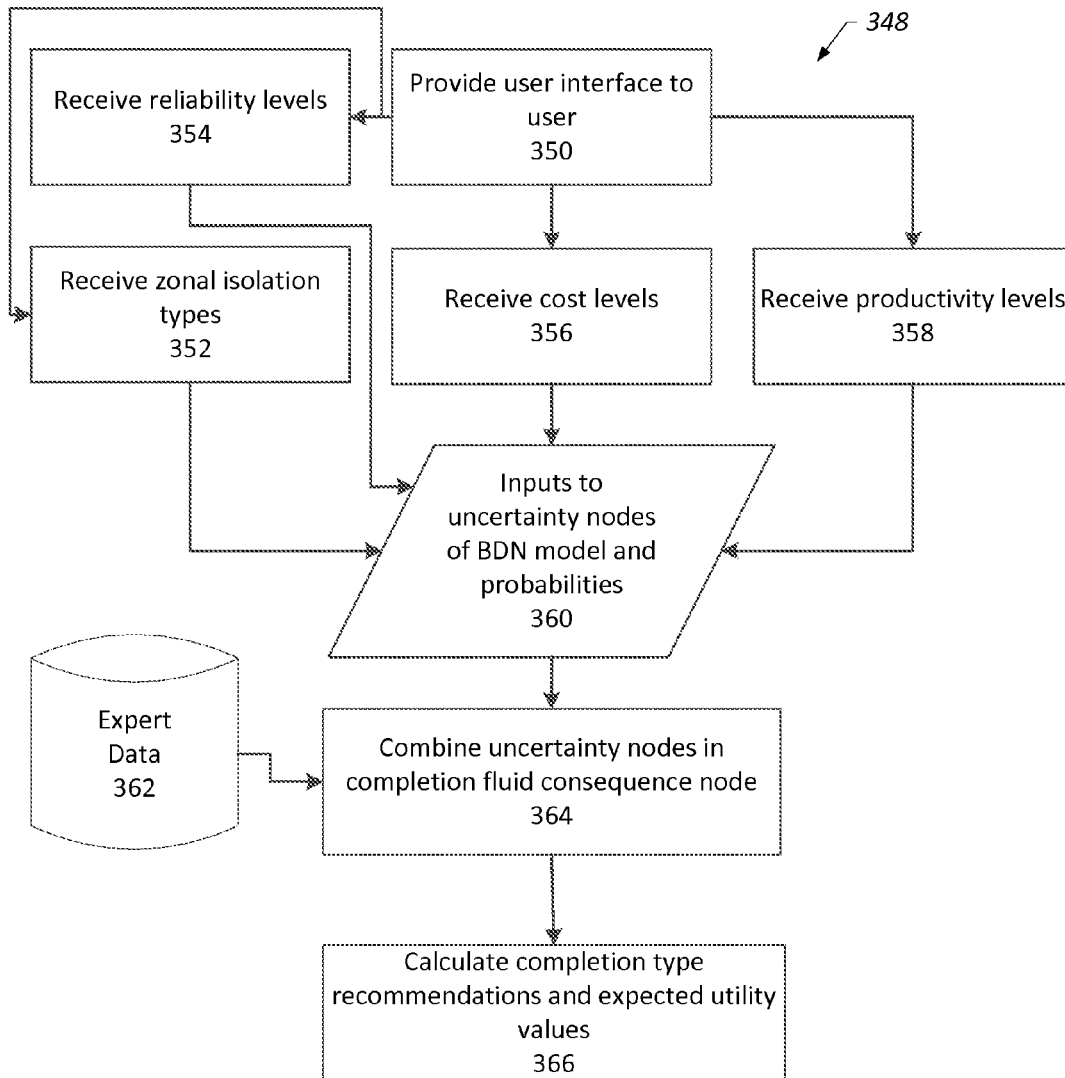 348
Receive reliability levels
354
Provide user interface to
user
350
Receive zonal isolation
types
352
Receive cost levels
356
Receive productivity levels
358
Inputs to
uncertainty nodes
of BDN model and
probabilities
360
Expert
Data
362
Combine uncertainty nodes in
completion fluid consequence node
364
Calculate completion type
recommendations and expected utility
values
366